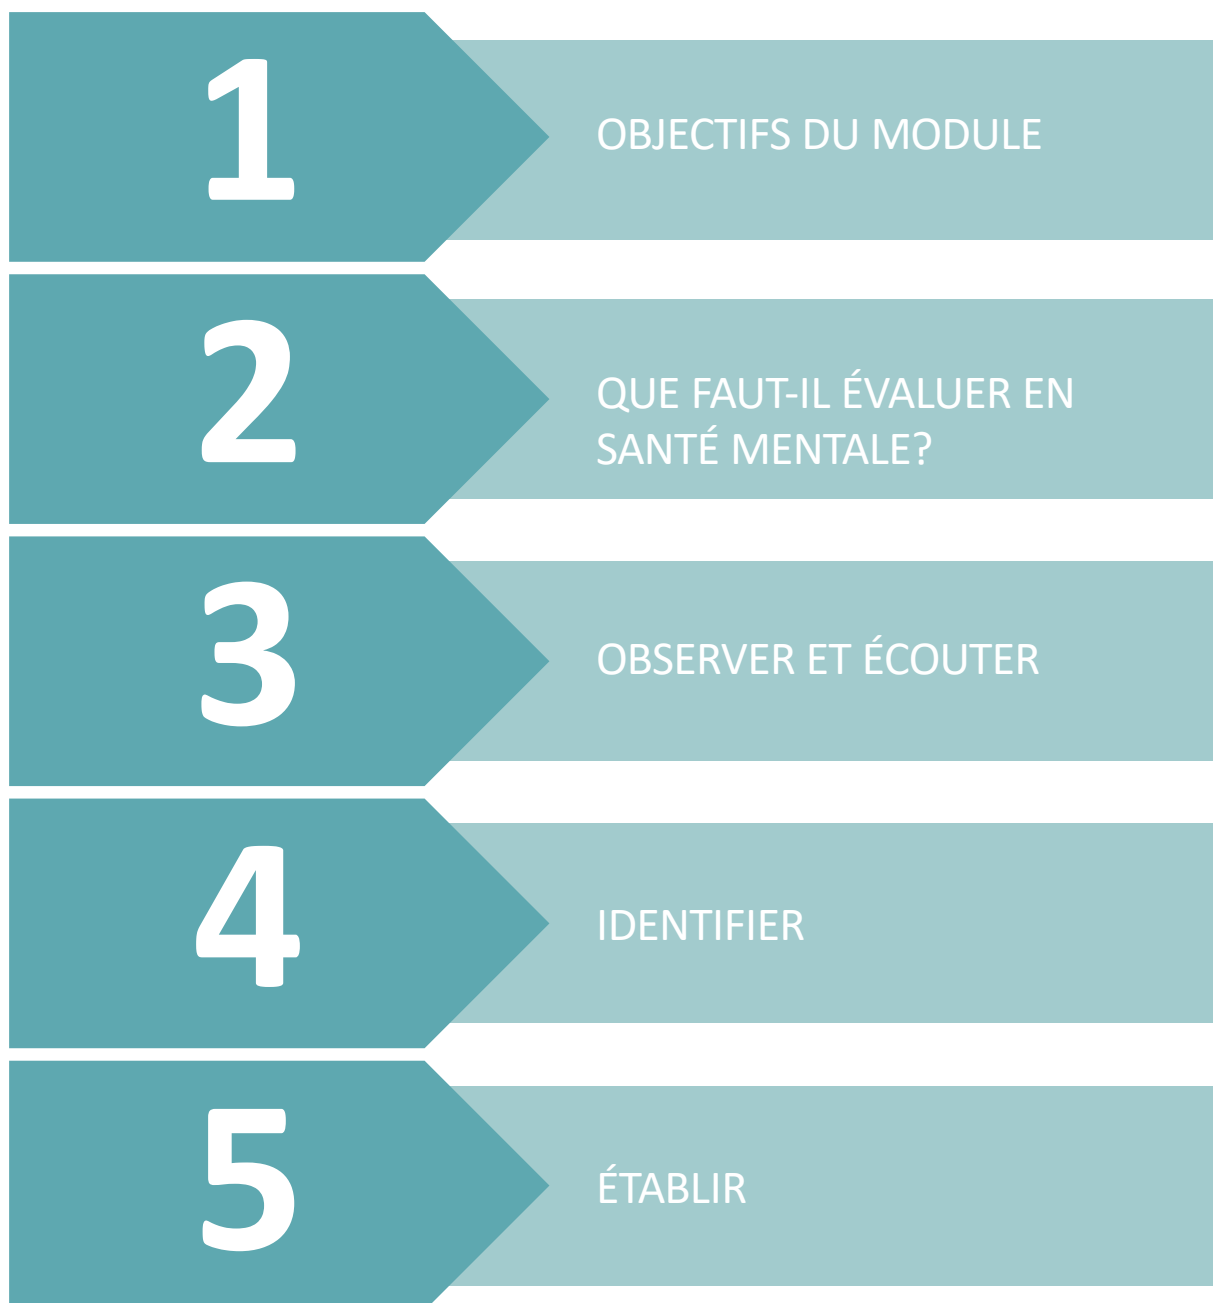 1
OBJECTIFS DU MODULE
2
QUE FAUT-IL ÉVALUER EN
SANTÉ MENTALE?
3
OBSERVER ET ÉCOUTER
4
IDENTIFIER
5
ÉTABLIR